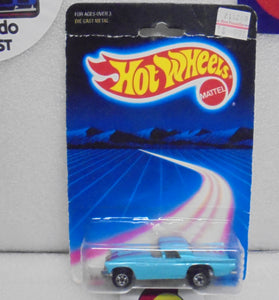 do
ST
FOR AGES OVER 3
DIE CAST METAL
Hot Wheels
MATTEL